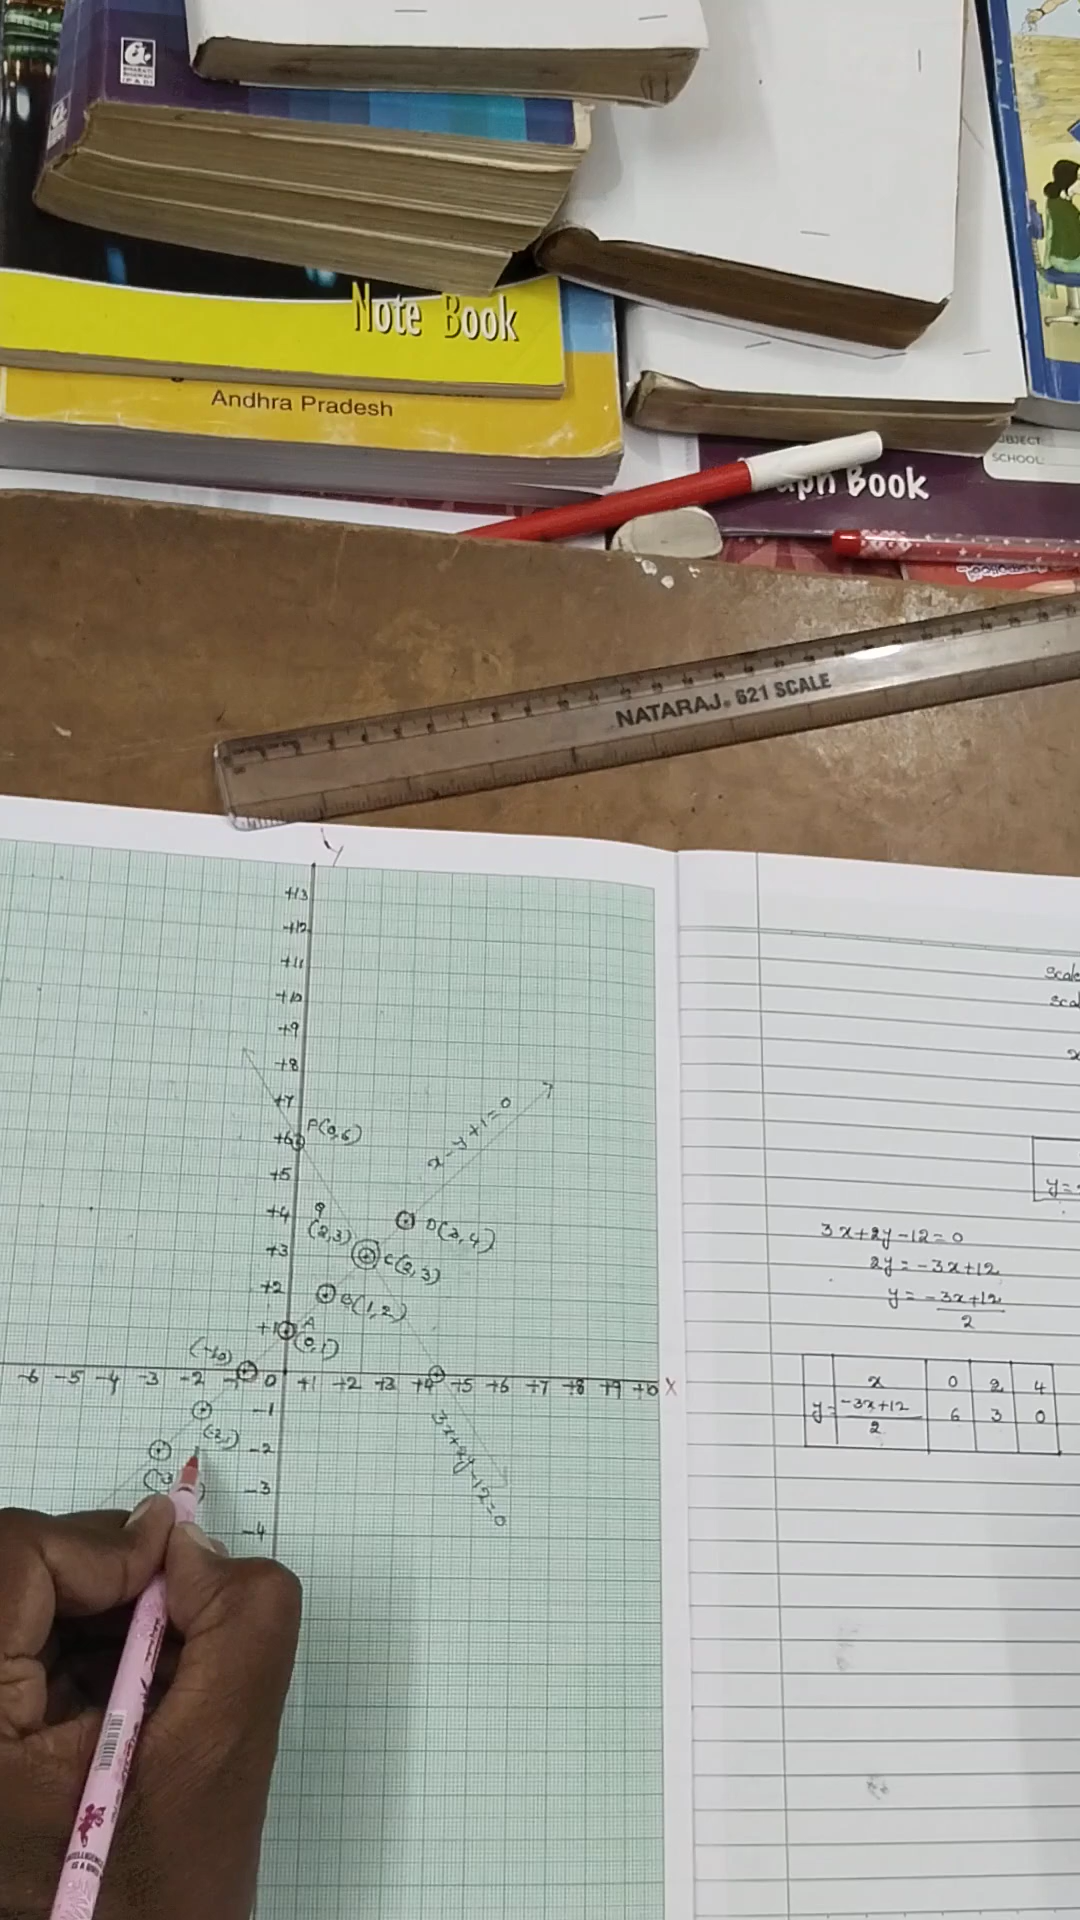 Note Book
Andhra Pradesh
SCHOOL:
Book
NATARAJ 621 SCALE
y
+13
+12
+11
+10
+9
+8
+7
+6 P(0,6)
+5
+4
+3
+2
+1
x-y+1=0
D(3,4)
Q
(2,3)
C(2,3)
B(1,2)
A
(0,1)
-6 -5 -4 -3 -2 -1 0 +1 +2 +3 +4 +5 +6 +7 +8 +9 +10 X
-1
-2
-3
-4
3x+2y-12=0
Scale
y=
3x+2y-12=0
2y=-3x+12
y=-3x+12
2
x 0 2 4
y=-3x+12 6 3 0
2